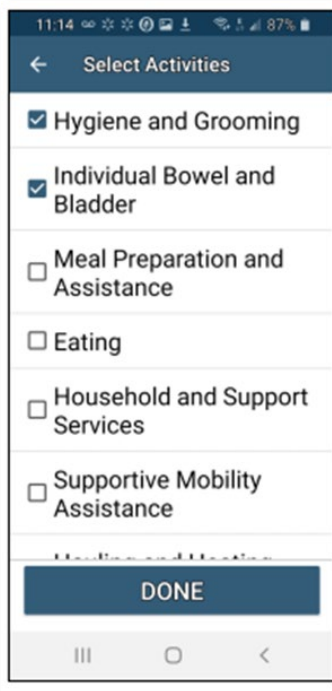 11:14 87%
Select Activities
Hygiene and Grooming
Individual Bowel and
Bladder
Meal Preparation and
Assistance
Eating
Household and Support
Services
Supportive Mobility
Assistance
DONE